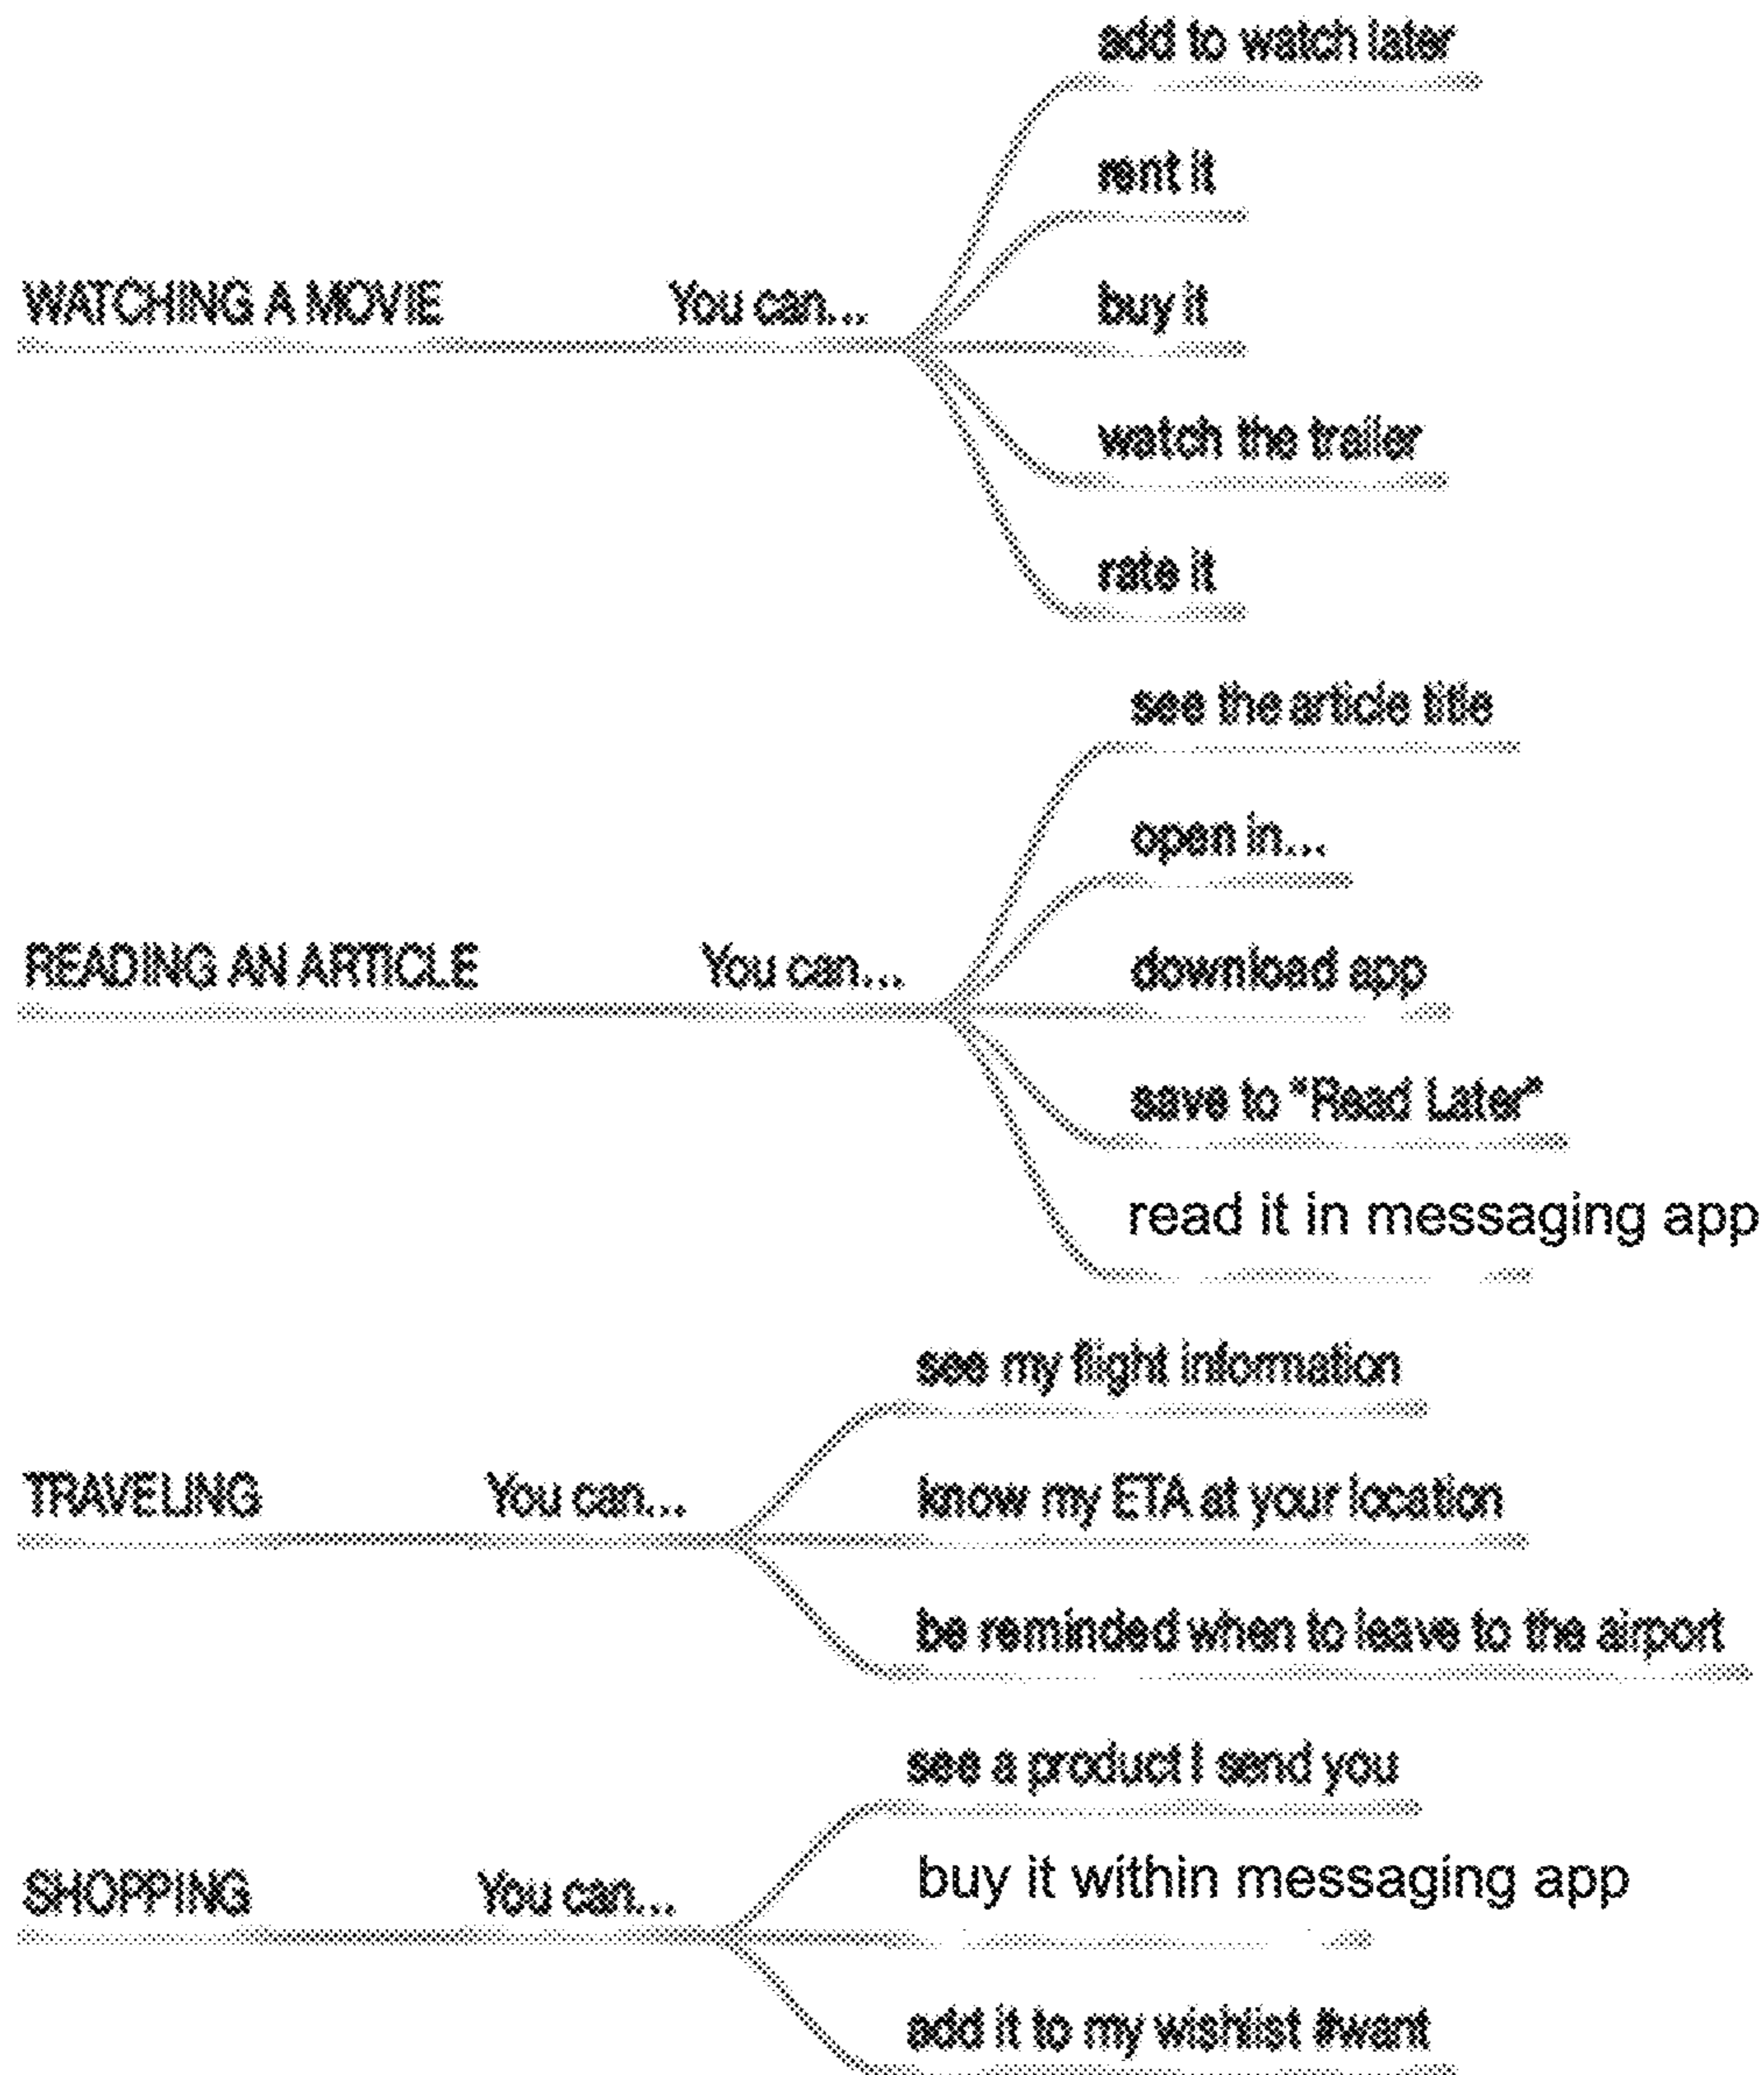 add to watch later
rent it
WATCHING A MOVIE You can...
buy it
watch the trailer
rate it
see the article title
open in...
READING AN ARTICLE You can...
download app
save to "Read Later"
read it in messaging app
see my flight information
TRAVELING You can...
know my ETA at your location
be reminded when to leave to the airport
see a product I send you
SHOPPING You can...
buy it within messaging app
add it to my wishlist #want